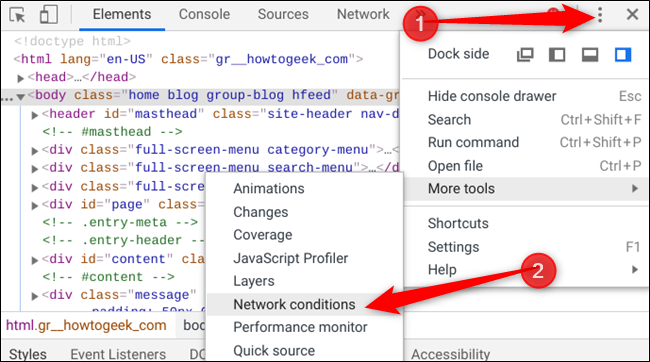 Elements Console Sources Network 1
<!doctype html>
<html lang="en-US" class="gr__howtogeek_com">
<head>…</head>
<body class="home blog group-blog hfeed" data-gr
<header id="masthead" class="site-header nav-d
<!-- #masthead -->
<div class="full-screen-menu category-menu">…<
<div class="full-screen-menu search-menu">…</d
<div class="full-scre
<div id="page" class=
<!-- .entry-meta -->
<!-- .entry-header -->
<div id="content" cla
<!-- #content -->
<div class="message"
html.gr__howtogeek_com bod
Styles Event Listeners DO Accessibility
Dock side
Hide console drawer Esc
Search Ctrl+Shift+F
Run command Ctrl+Shift+P
Open file Ctrl+P
More tools
Shortcuts
Settings F1
Help
2
Animations
Changes
Coverage
JavaScript Profiler
Layers
Network conditions
Performance monitor
Quick source